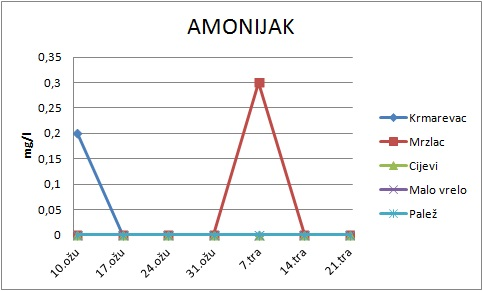 AMONIJAK
0,35
0,3
0,25
0,2
0,15
0,1
0,05
0
mg/l
10.ožu
17.ožu
24.ožu
31.ožu
7.tra
14.tra
21.tra
Krmarevac
Mrzlac
Cijevi
Malo vrelo
Palež